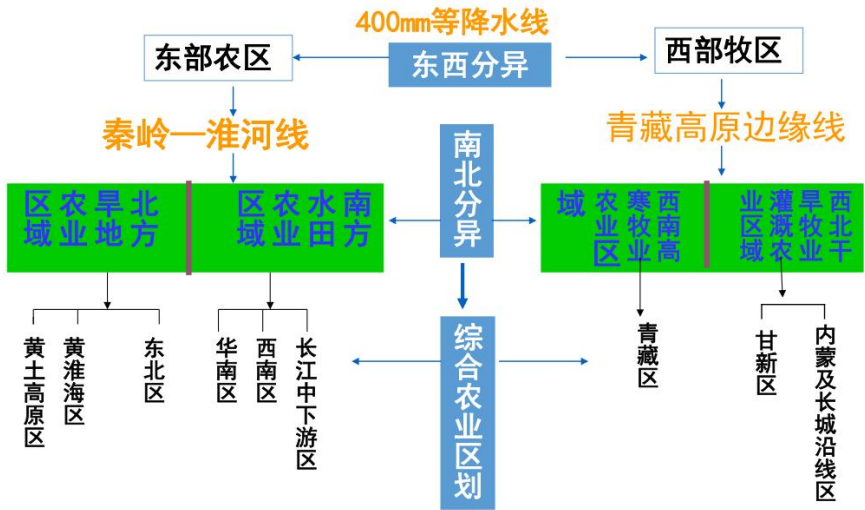 400mm等降水线
东部农区
东西分异
西部牧区
秦岭—淮河线
青藏高原边缘线
南北分异
北方
旱地
农业
区域
南方
水田
农业
区域
西南高
寒牧业
农业区
域
西北干
旱牧业
灌溉农
业区域
综合农业区划
黄土高原区
黄淮海区
东北区
华南区
西南区
长江中下游区
青藏区
甘新区
内蒙及长城沿线区